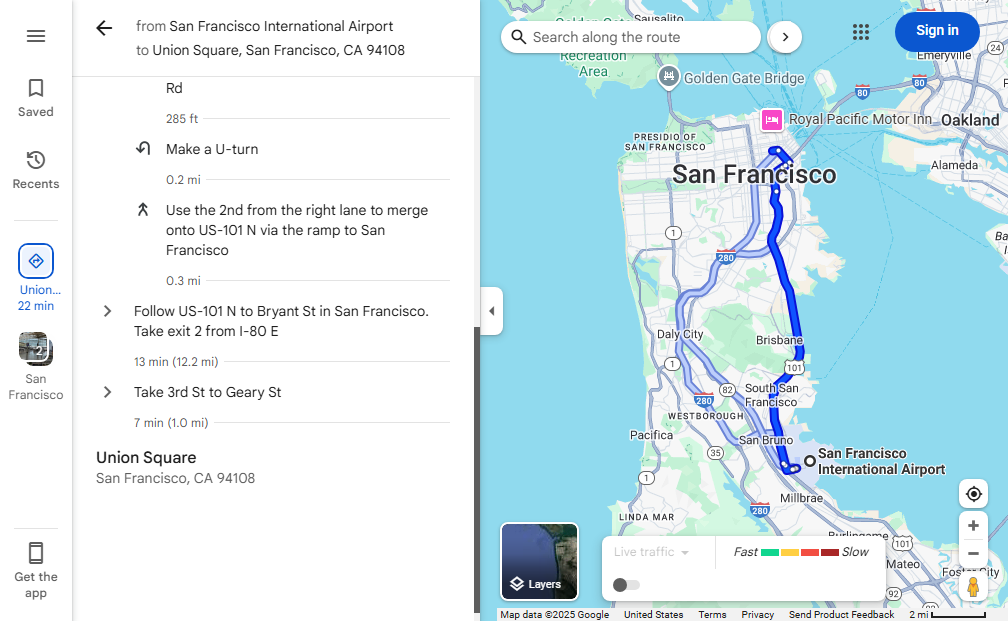 Saved
Recents
Union...
22 min
2
San
Francisco
Get the
app
from San Francisco International Airport
to Union Square, San Francisco, CA 94108
Rd
285 ft
Make a U-turn
0.2 mi
Use the 2nd from the right lane to merge
onto US-101 N via the ramp to San
Francisco
0.3 mi
Follow US-101 N to Bryant St in San Francisco.
Take exit 2 from I-80 E
13 min (12.2 mi)
Take 3rd St to Geary St
7 min (1.0 mi)
Union Square
San Francisco, CA 94108
Search along the route
Sign in
Sausalito
Golden Gate
Recreation
Area
Emeryville
24
80
80
Golden Gate Bridge
Royal Pacific Motor Inn
Oakland
PRESIDIO OF
SAN FRANCISCO
Alameda
San Francisco
1
280
Daly City
Brisbane
1
101
82
South San
Francisco
280
WESTBOROUGH
Pacifica
San Bruno
35
San Francisco
International Airport
1
Millbrae
280
LINDA MAR
Burlingame
101
Mateo
Foster City
92
Layers
Live traffic
Fast
Slow
Map data ©2025 Google
United States
Terms
Privacy
Send Product Feedback
2 mi